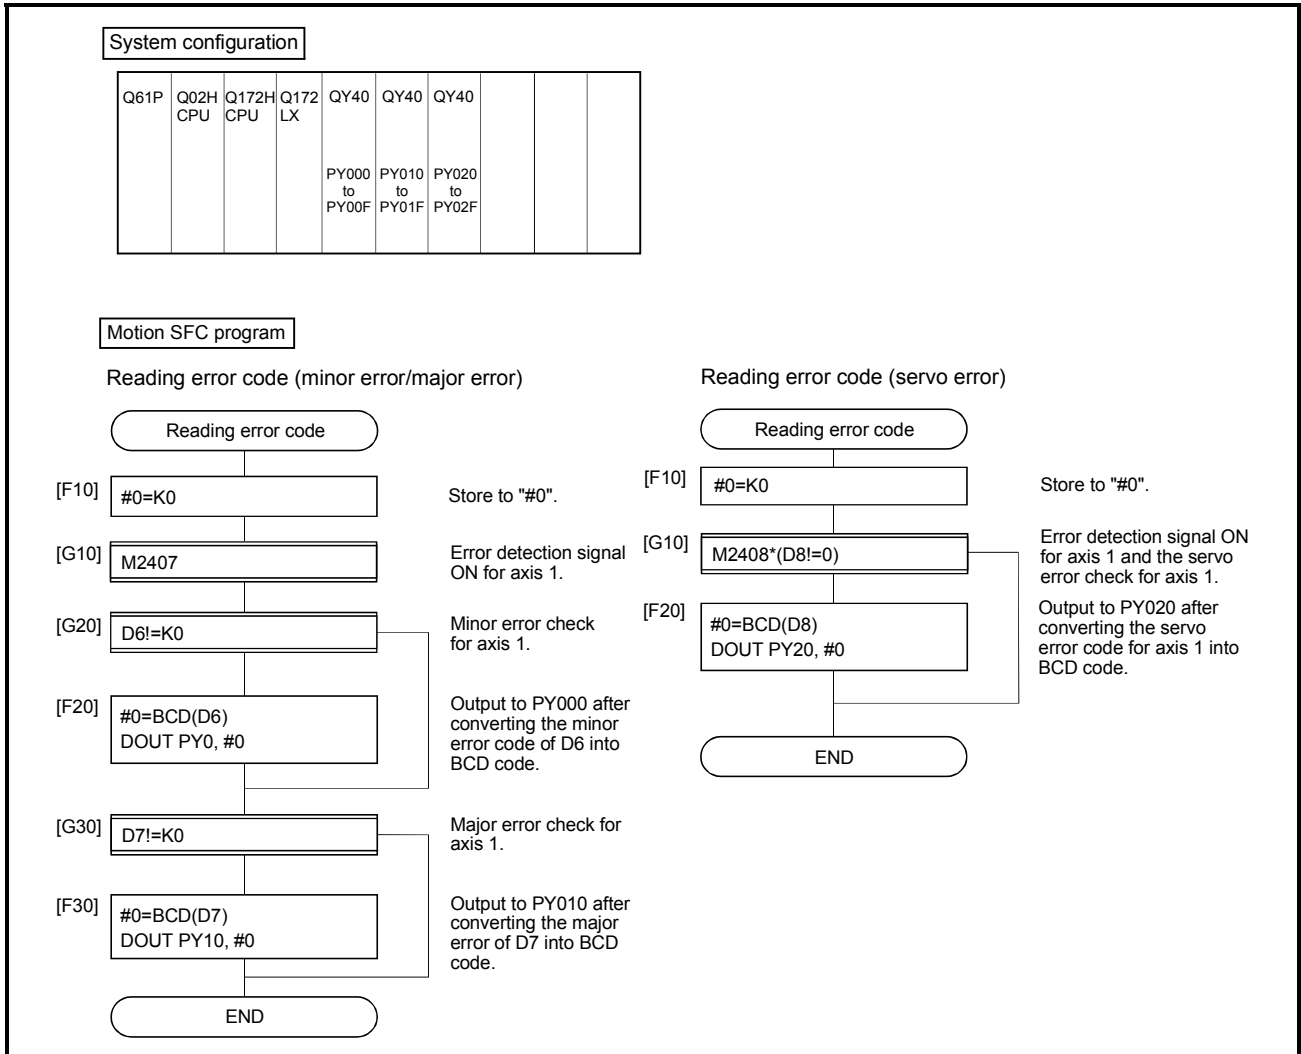 System configuration
Q61P
Q02H
CPU
Q172H
CPU
Q172
LX
QY40
QY40
QY40
PY000
to
PY00F
PY010
to
PY01F
PY020
to
PY02F
Motion SFC program
Reading error code (minor error/major error)
Reading error code
[F10]
#0=K0
Store to "#0".
[G10]
M2407
Error detection signal
ON for axis 1.
[G20]
D6!=K0
Minor error check
for axis 1.
[F20]
#0=BCD(D6)
DOUT PY0, #0
Output to PY000 after
converting the minor
error code of D6 into
BCD code.
[G30]
D7!=K0
Major error check for
axis 1.
[F30]
#0=BCD(D7)
DOUT PY10, #0
Output to PY010 after
converting the major
error of D7 into BCD
code.
END
Reading error code (servo error)
Reading error code
[F10]
#0=K0
Store to "#0".
[G10]
M2408*(D8!=0)
Error detection signal ON
for axis 1 and the servo
error check for axis 1.
[F20]
#0=BCD(D8)
DOUT PY20, #0
Output to PY020 after
converting the servo
error code for axis 1 into
BCD code.
END